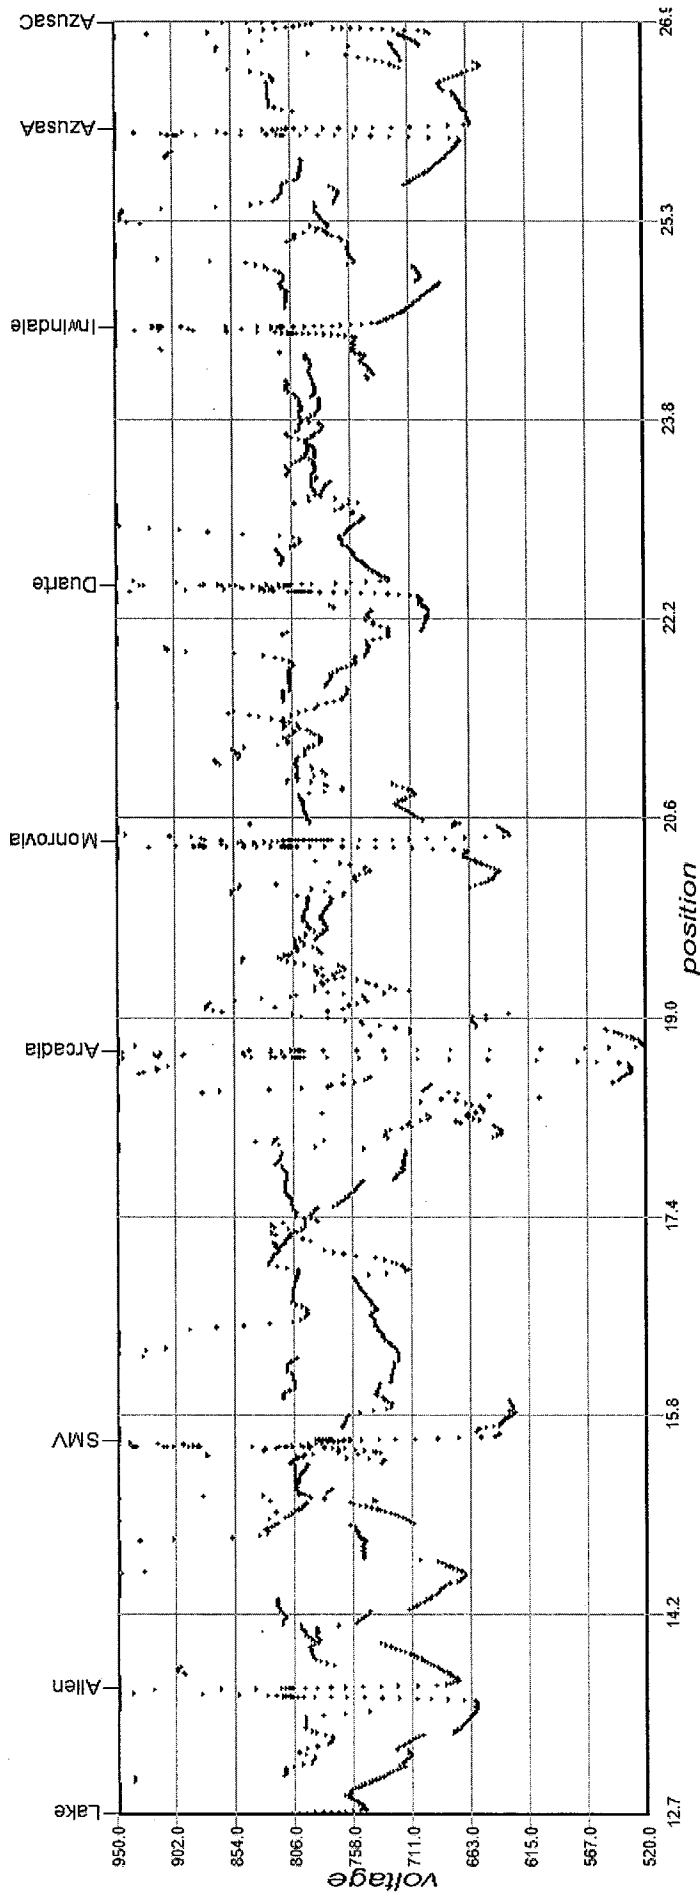 Lake Allen SMV Arcadia Monrovia Duarte Irwindale AzusaA AzusaC
950.0
902.0
854.0
806.0
758.0
711.0
663.0
615.0
567.0
520.0
voltage
12.7 14.2 15.8 17.4 19.0 20.6 22.2 23.8 25.3 26.9
position